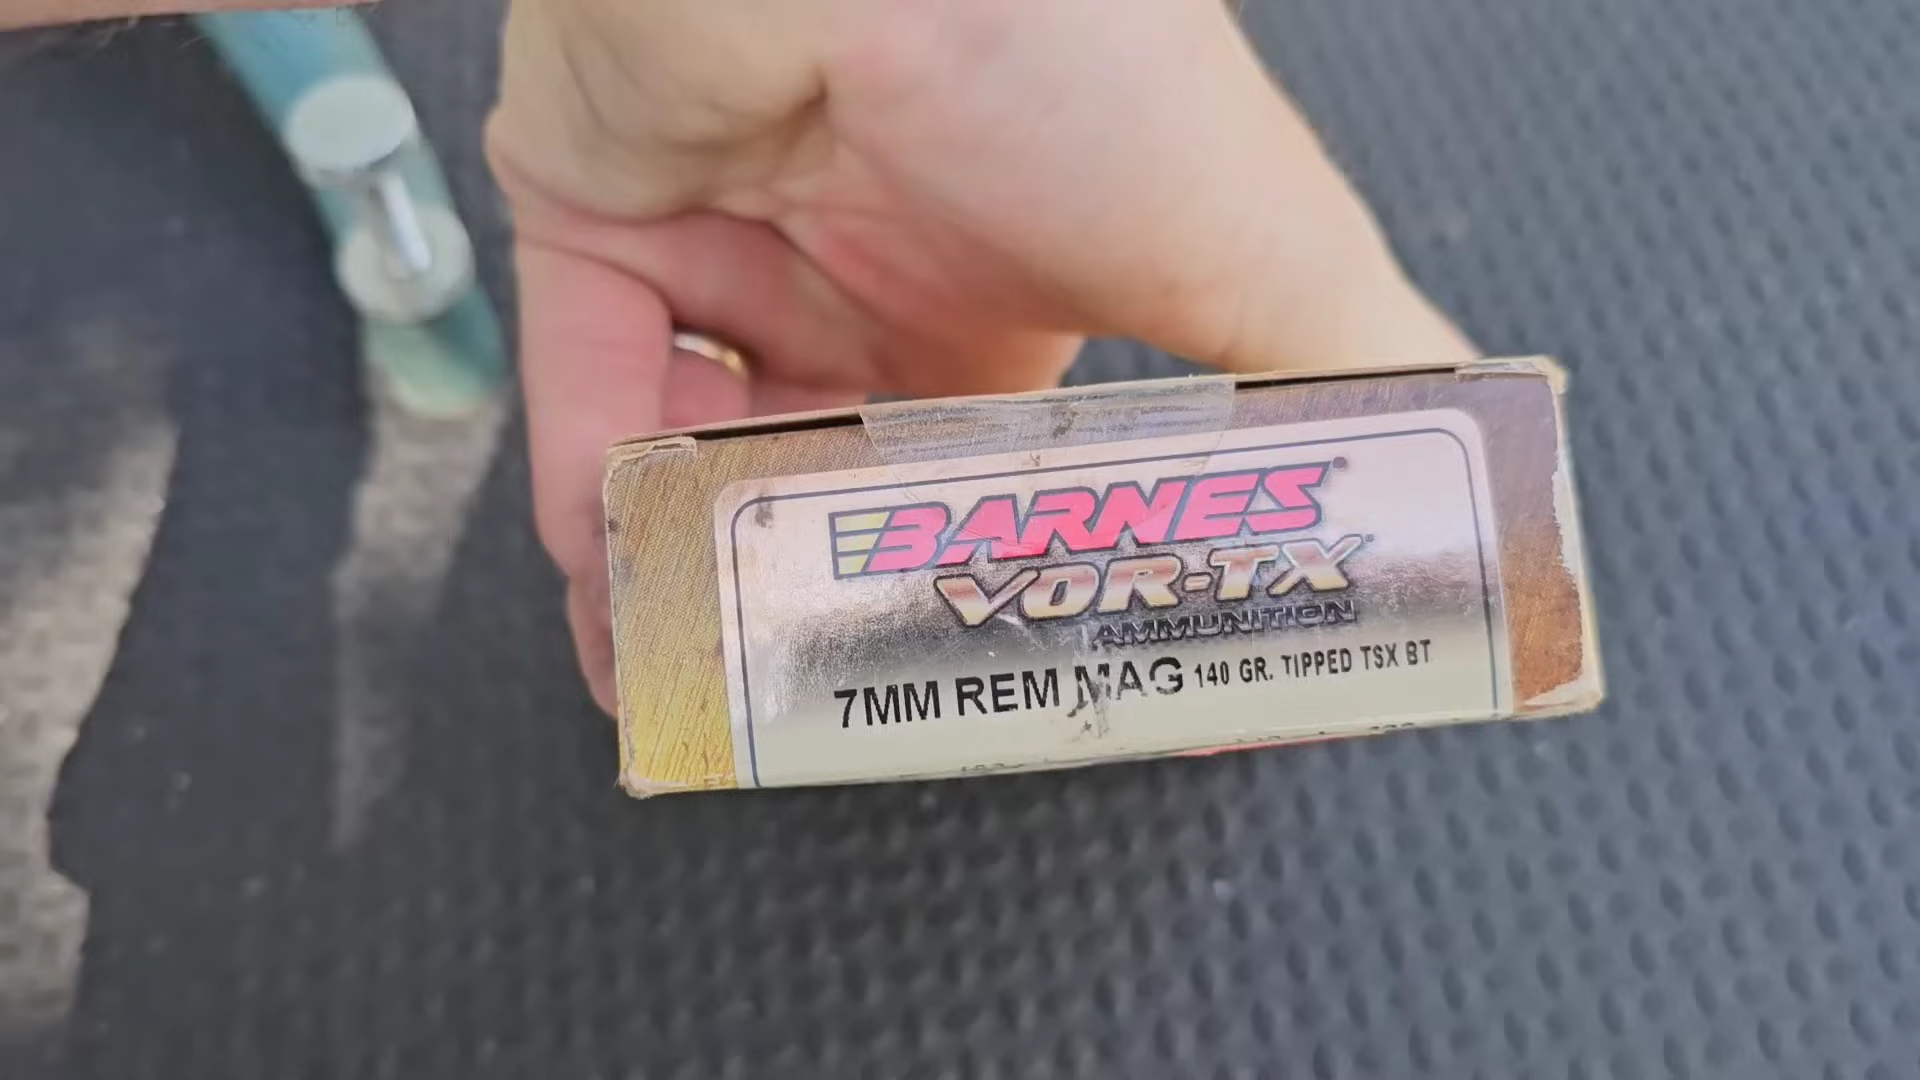 BARNES®
VOR-TX®
AMMUNITION
7MM REM MAG 140 GR. TIPPED TSX BT